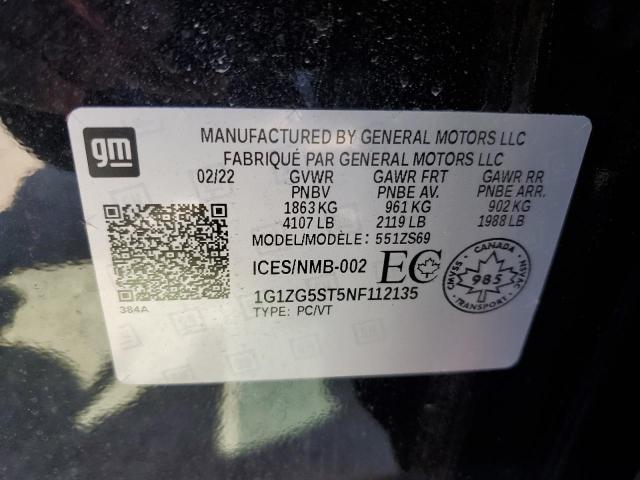 gm
MANUFACTURED BY GENERAL MOTORS LLC
FABRIQUÉ PAR GENERAL MOTORS LLC
02/22 GVWR GAWR FRT GAWR RR
PNBV PNBE AV. PNBE ARR.
1863 KG 961 KG 902 KG
4107 LB 2119 LB 1988 LB
MODEL/MODÈLE: 551ZS69
ICES/NMB-002 EC
1G1ZG5ST5NF112135
TYPE: PC/VT
384A
CANADA
CMVSS NSVAC
985
TRANSPORT